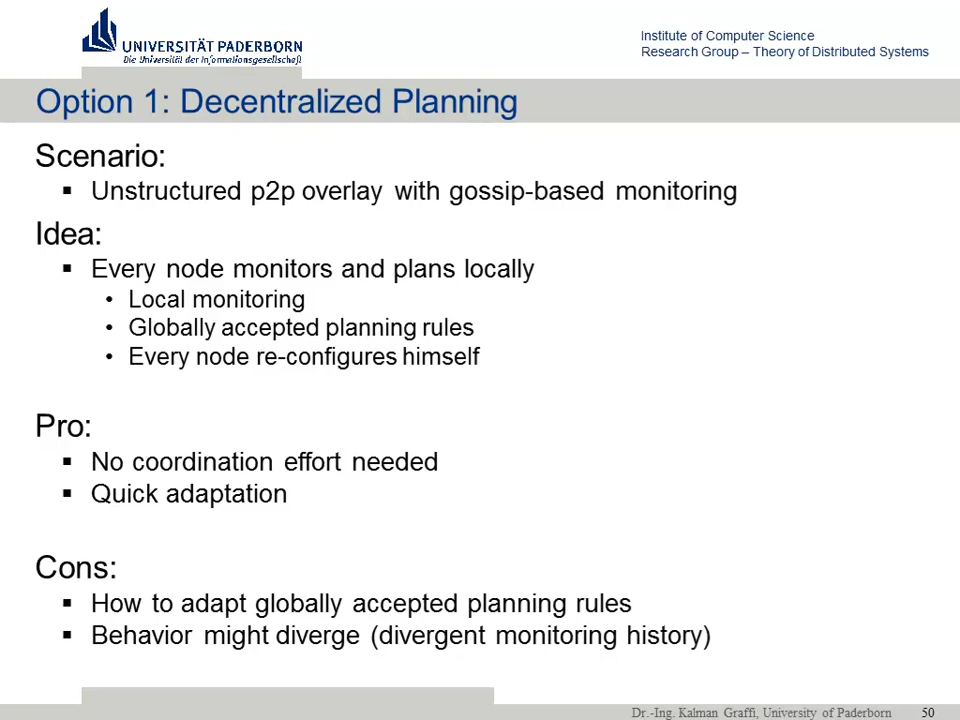 UNIVERSITÄT PADERBORN
Die Universität der Informationsgesellschaft
Institute of Computer Science
Research Group – Theory of Distributed Systems
Option 1: Decentralized Planning
Scenario:
▪ Unstructured p2p overlay with gossip-based monitoring
Idea:
▪ Every node monitors and plans locally
• Local monitoring
• Globally accepted planning rules
• Every node re-configures himself
Pro:
▪ No coordination effort needed
▪ Quick adaptation
Cons:
▪ How to adapt globally accepted planning rules
▪ Behavior might diverge (divergent monitoring history)
Dr.-Ing. Kalman Graffi, University of Paderborn 50